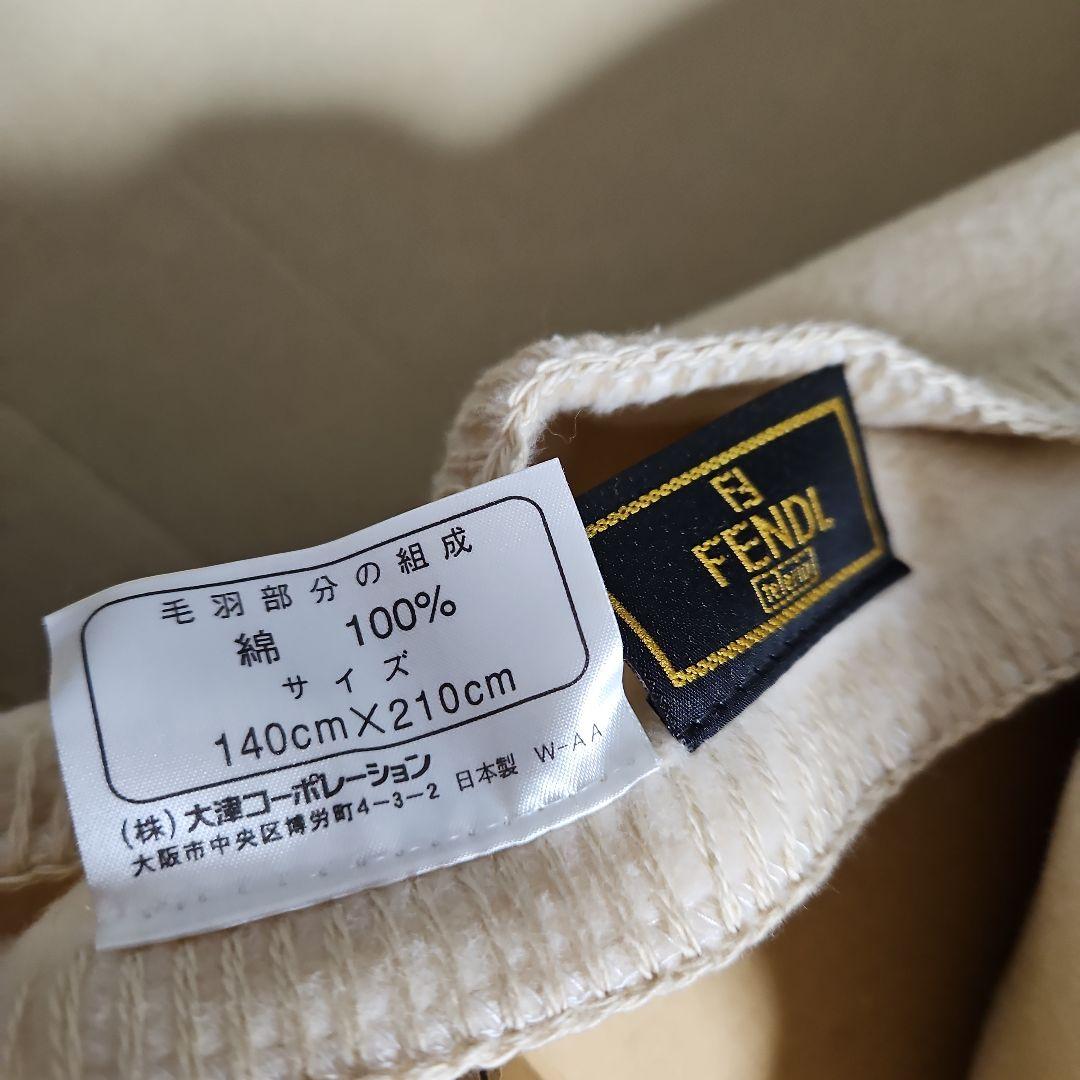 毛羽部分の組成
綿 100%
サイズ
140cm×210cm
(株)大津コーポレーション
大阪市中央区博労町4-3-2 日本製 W-AA
FENDI